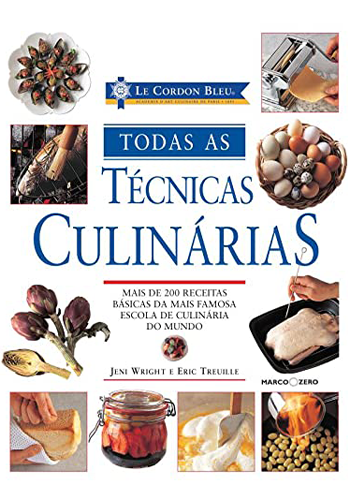 LE CORDON BLEU®
ACADÉMIE D'ART CULINAIRE DE PARIS - 1895
TODAS AS
TÉCNICAS
CULINÁRIAS
MAIS DE 200 RECEITAS
BÁSICAS DA MAIS FAMOSA
ESCOLA DE CULINÁRIA
DO MUNDO
JENI WRIGHT E ERIC TREUILLE
MARCO ZERO